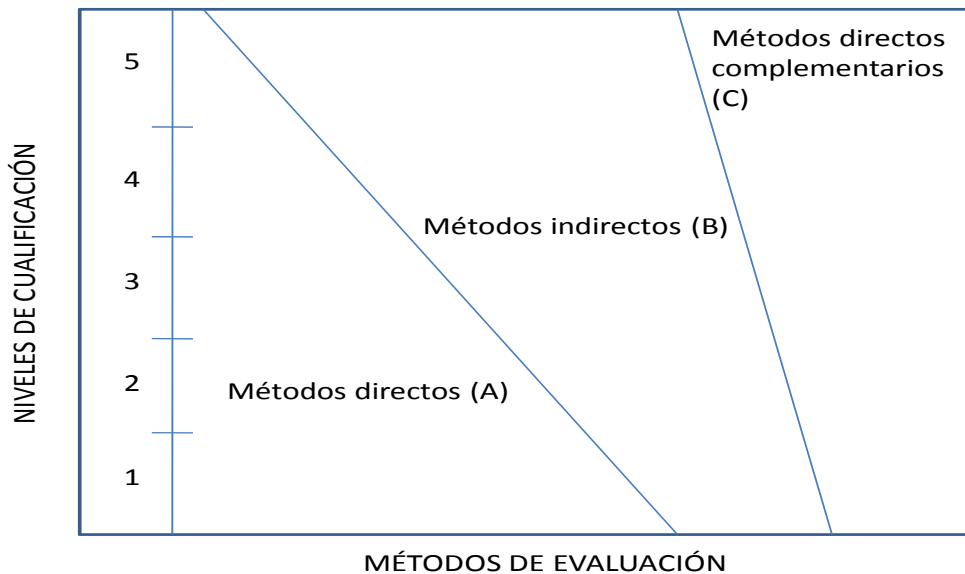 Métodos directos
complementarios
(C)
5
4
Métodos indirectos (B)
3
2
Métodos directos (A)
1
NIVELES DE CUALIFICACIÓN
MÉTODOS DE EVALUACIÓN